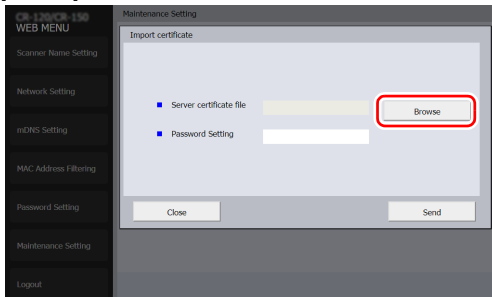 CR-120/CR-150
WEB MENU
Scanner Name Setting
Network Setting
mDNS Setting
MAC Address Filtering
Password Setting
Maintenance Setting
Logout
Maintenance Setting
Import certificate
Server certificate file
Browse
Password Setting
Close
Send